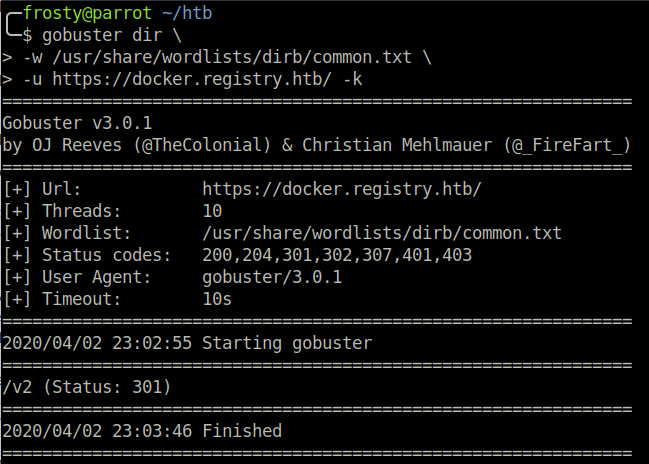 frosty@parrot ~/htb
$ gobuster dir \
> -w /usr/share/wordlists/dirb/common.txt \
> -u https://docker.registry.htb/ -k
===============================================================
Gobuster v3.0.1
by OJ Reeves (@TheColonial) & Christian Mehlmauer (@_FireFart_)
===============================================================
[+] Url:            https://docker.registry.htb/
[+] Threads:        10
[+] Wordlist:       /usr/share/wordlists/dirb/common.txt
[+] Status codes:   200,204,301,302,307,401,403
[+] User Agent:     gobuster/3.0.1
[+] Timeout:        10s
===============================================================
2020/04/02 23:02:55 Starting gobuster
===============================================================
/v2 (Status: 301)
===============================================================
2020/04/02 23:03:46 Finished
===============================================================